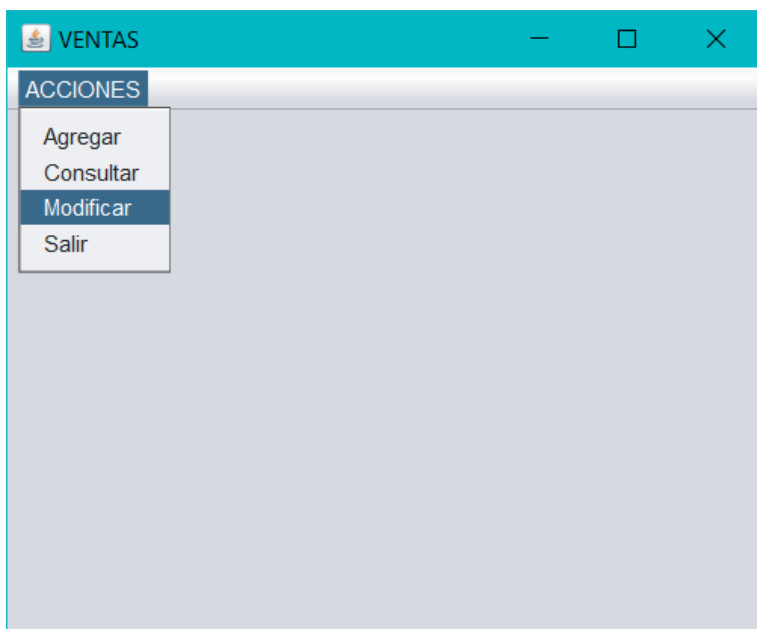 VENTAS
ACCIONES
Agregar
Consultar
Modificar
Salir